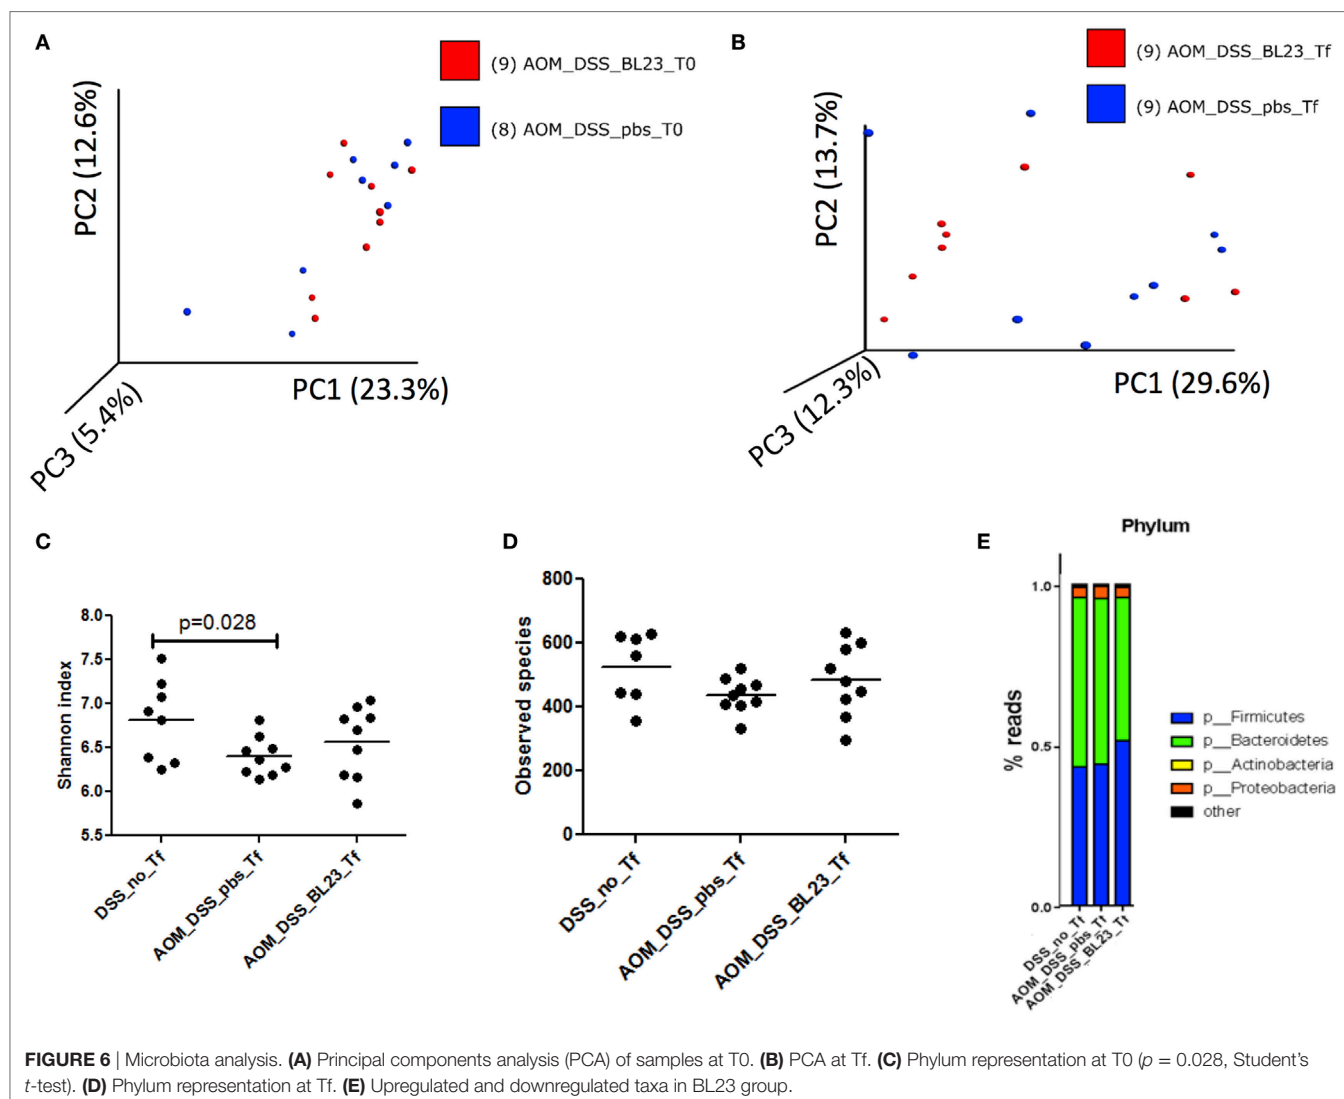 A
(9) AOM_DSS_BL23_T0
(8) AOM_DSS_pbs_T0
PC2 (12.6%)
PC1 (23.3%)
PC3 (5.4%)
B
(9) AOM_DSS_BL23_Tf
(9) AOM_DSS_pbs_Tf
PC2 (13.7%)
PC1 (29.6%)
PC3 (12.3%)
C
p=0.028
Shannon index
8.0
7.5
7.0
6.5
6.0
5.5
DSS_no_Tf
AOM_DSS_pbs_Tf
AOM_DSS_BL23_Tf
D
Observed species
800
600
400
200
0
DSS_no_Tf
AOM_DSS_pbs_Tf
AOM_DSS_BL23_Tf
E
Phylum
% reads
1.0
0.5
0.0
DSS_no_Tf
AOM_DSS_pbs_Tf
AOM_DSS_BL23_Tf
p__Firmicutes
p__Bacteroidetes
p__Actinobacteria
p__Proteobacteria
other
FIGURE 6 | Microbiota analysis. (A) Principal components analysis (PCA) of samples at T0. (B) PCA at Tf. (C) Phylum representation at T0 (p = 0.028, Student's
t-test). (D) Phylum representation at Tf. (E) Upregulated and downregulated taxa in BL23 group.